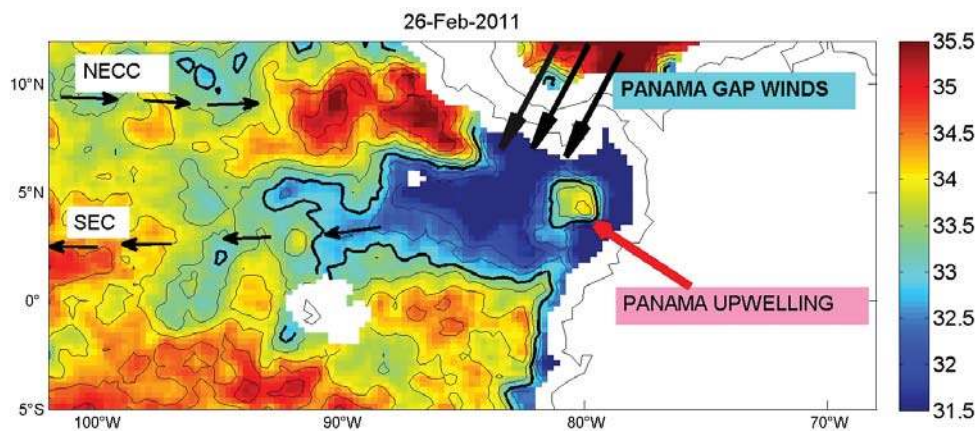 26-Feb-2011
NECC
PANAMA GAP WINDS
SEC
PANAMA UPWELLING
10°N
5°N
0°
5°S
100°W
90°W
80°W
70°W
35.5
35
34.5
34
33.5
33
32.5
32
31.5